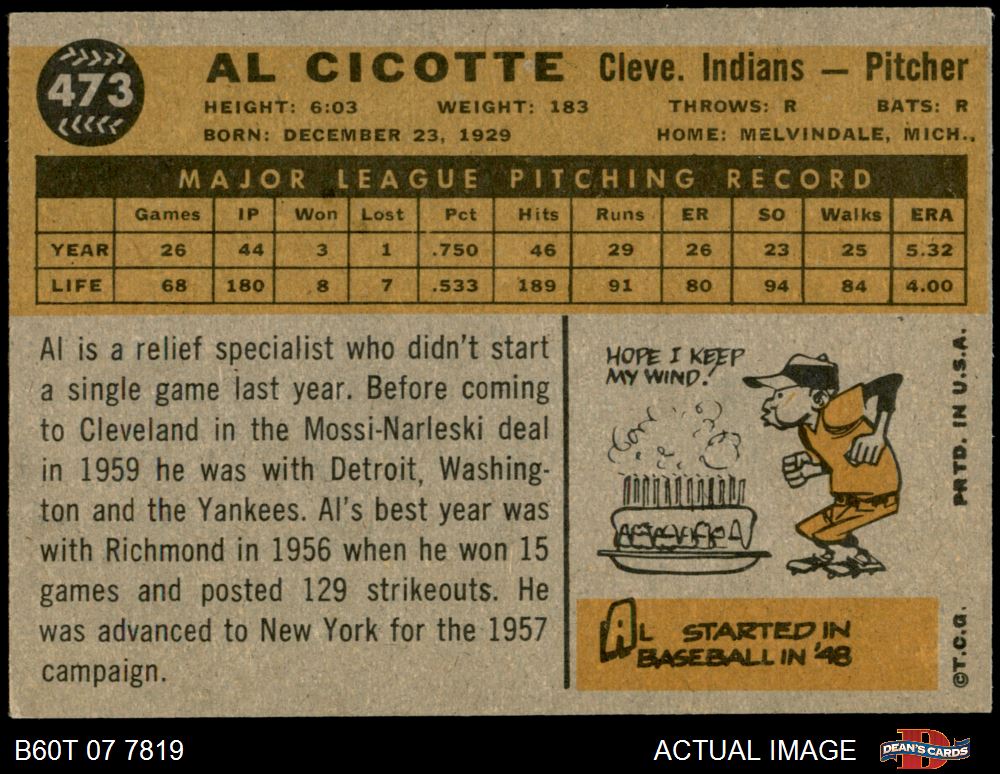 473
AL CICOTTE Cleve. Indians — Pitcher
HEIGHT: 6:03 WEIGHT: 183 THROWS: R BATS: R
BORN: DECEMBER 23, 1929 HOME: MELVINDALE, MICH.,
MAJOR LEAGUE PITCHING RECORD
Games IP Won Lost Pct Hits Runs ER SO Walks ERA
YEAR 26 44 3 1 .750 46 29 26 23 25 5.32
LIFE 68 180 8 7 .533 189 91 80 94 84 4.00
Al is a relief specialist who didn't start
a single game last year. Before coming
to Cleveland in the Mossi-Narleski deal
in 1959 he was with Detroit, Washing-
ton and the Yankees. Al's best year was
with Richmond in 1956 when he won 15
games and posted 129 strikeouts. He
was advanced to New York for the 1957
campaign.
HOPE I KEEP
MY WIND!
AL STARTED IN
BASEBALL IN '48
PRTD. IN U.S.A.
©T.C.G.
B60T 07 7819
ACTUAL IMAGE
DEAN'S CARDS